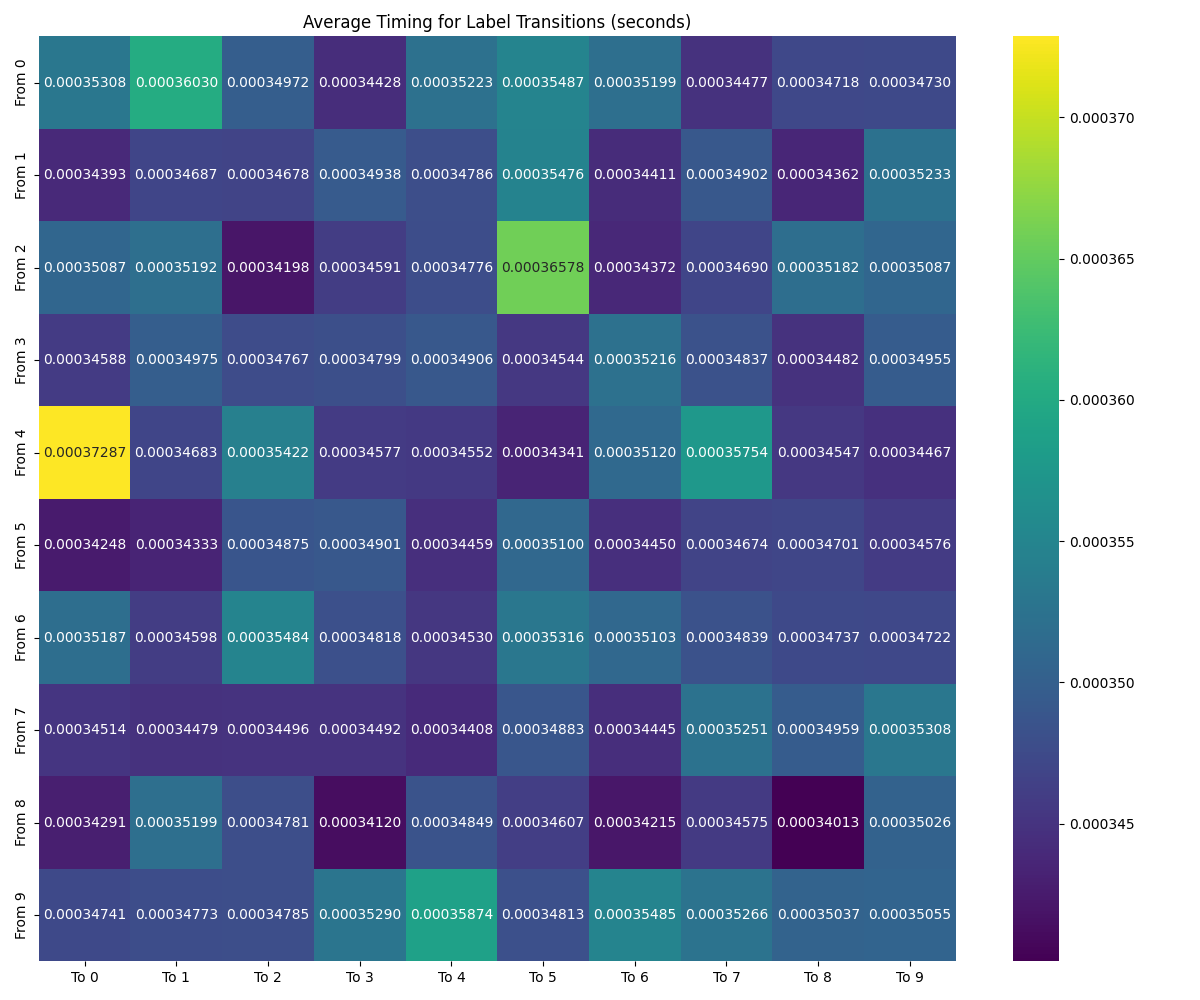 Average Timing for Label Transitions (seconds)
From 0 0.00035308 0.00036030 0.00034972 0.00034428 0.00035223 0.00035487 0.00035199 0.00034477 0.00034718 0.00034730
From 1 0.00034393 0.00034687 0.00034678 0.00034938 0.00034786 0.00035476 0.00034411 0.00034902 0.00034362 0.00035233
From 2 0.00035087 0.00035192 0.00034198 0.00034591 0.00034776 0.00036578 0.00034372 0.00034690 0.00035182 0.00035087
From 3 0.00034588 0.00034975 0.00034767 0.00034799 0.00034906 0.00034544 0.00035216 0.00034837 0.00034482 0.00034955
From 4 0.00037287 0.00034683 0.00035422 0.00034577 0.00034552 0.00034341 0.00035120 0.00035754 0.00034547 0.00034467
From 5 0.00034248 0.00034333 0.00034875 0.00034901 0.00034459 0.00035100 0.00034450 0.00034674 0.00034701 0.00034576
From 6 0.00035187 0.00034598 0.00035484 0.00034818 0.00034530 0.00035316 0.00035103 0.00034839 0.00034737 0.00034722
From 7 0.00034514 0.00034479 0.00034496 0.00034492 0.00034408 0.00034883 0.00034445 0.00035251 0.00034959 0.00035308
From 8 0.00034291 0.00035199 0.00034781 0.00034120 0.00034849 0.00034607 0.00034215 0.00034575 0.00034013 0.00035026
From 9 0.00034741 0.00034773 0.00034785 0.00035290 0.00035874 0.00034813 0.00035485 0.00035266 0.00035037 0.00035055
To 0 To 1 To 2 To 3 To 4 To 5 To 6 To 7 To 8 To 9
0.000370
0.000365
0.000360
0.000355
0.000350
0.000345